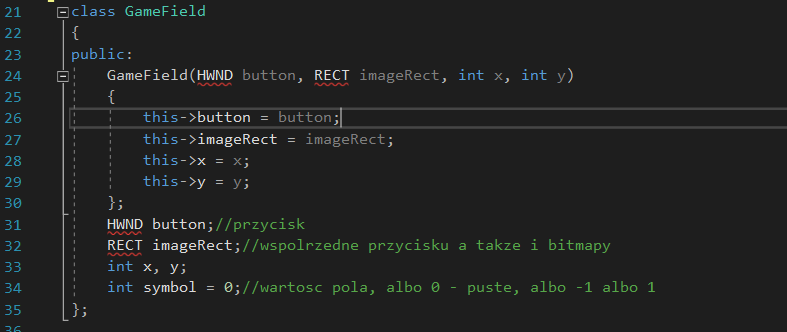 21 class GameField
22 {
23 public:
24 GameField(HWND button, RECT imageRect, int x, int y)
25 {
26 this->button = button;
27 this->imageRect = imageRect;
28 this->x = x;
29 this->y = y;
30 };
31 HWND button;//przycisk
32 RECT imageRect;//wspolrzedne przycisku a takze i bitmapy
33 int x, y;
34 int symbol = 0;//wartosc pola, albo 0 - puste, albo -1 albo 1
35 };
36